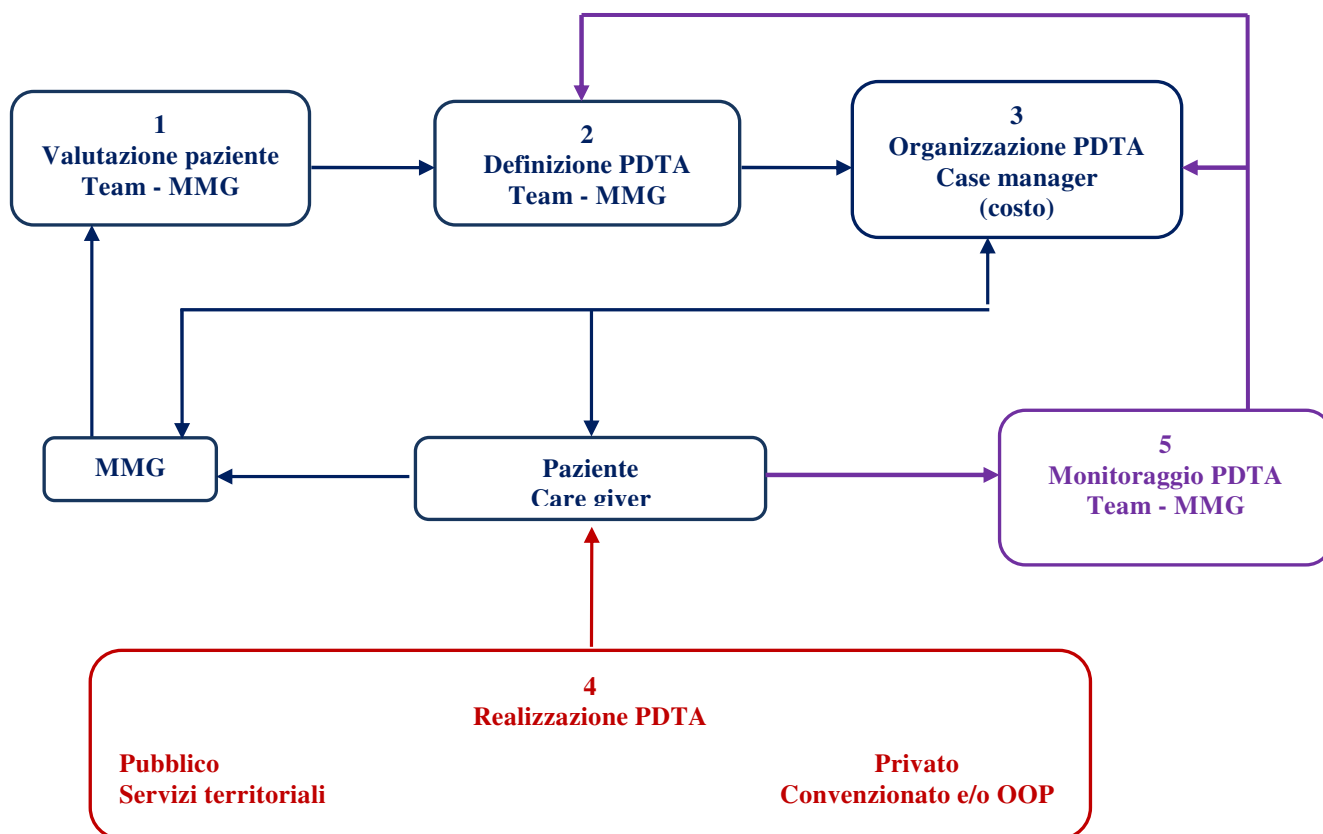 1
Valutazione paziente
Team - MMG
2
Definizione PDTA
Team - MMG
3
Organizzazione PDTA
Case manager
(costo)
MMG
Paziente
Care giver
5
Monitoraggio PDTA
Team - MMG
4
Realizzazione PDTA
Pubblico
Servizi territoriali
Privato
Convenzionato e/o OOP